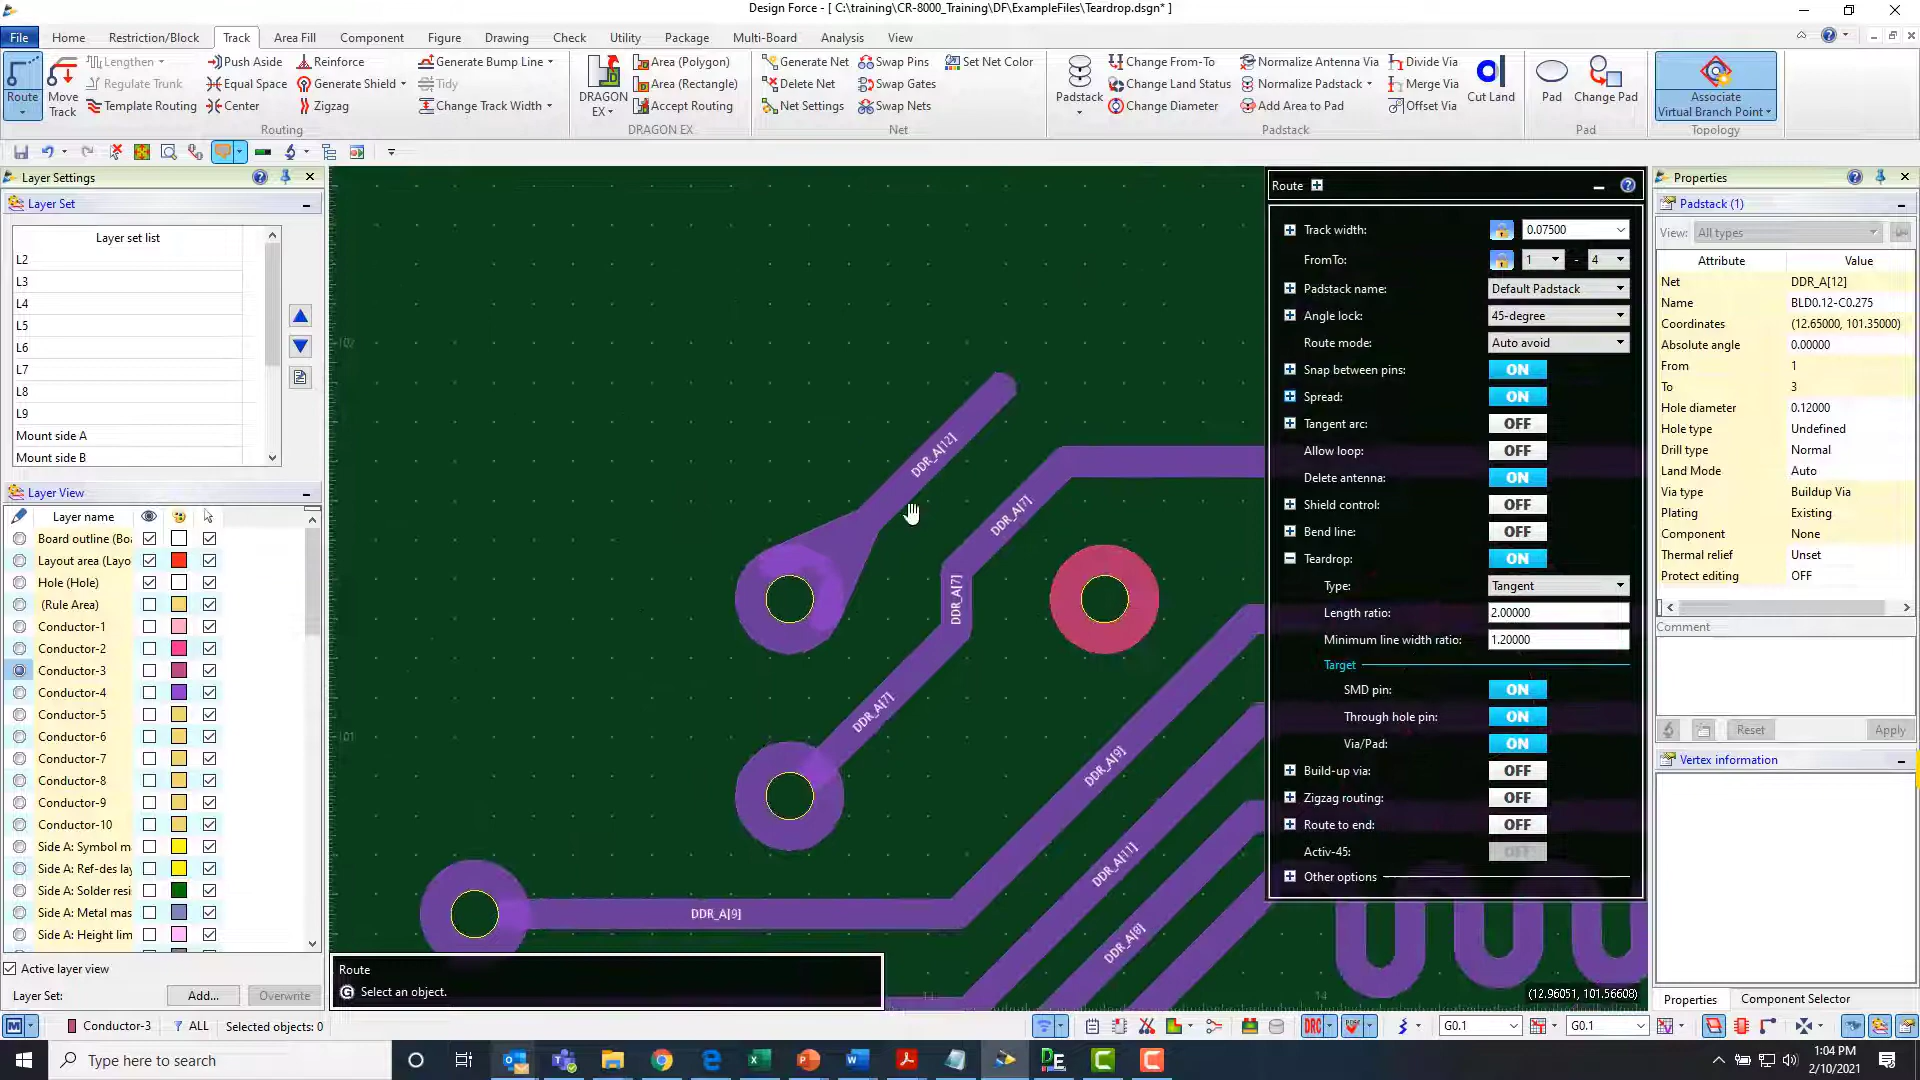 Design Force - [ C:\training\CR-8000_Training\DF\ExampleFiles\Teardrop.dsgn* ]
File Home Restriction/Block Track Area Fill Component Figure Drawing Check Utility Package Multi-Board Analysis View
Lengthen Push Aside Reinforce Generate Bump Line Area (Polygon) Generate Net Swap Pins Set Net Color Change From-To Normalize Antenna Via Divide Via
Regulate Trunk Equal Space Generate Shield Tidy Area (Rectangle) Delete Net Swap Gates Change Land Status Normalize Padstack Merge Via
Route Move Track Template Routing Center Zigzag Change Track Width DRAGON EX Accept Routing Net Settings Swap Nets Padstack Change Diameter Add Area to Pad Offset Via Cut Land Pad Change Pad Associate Virtual Branch Point
Routing DRAGON EX Net Padstack Pad Topology
Layer Settings
Layer Set
Layer set list
L2
L3
L4
L5
L6
L7
L8
L9
Mount side A
Mount side B
Layer View
Layer name
Board outline (Boa
Layout area (Layo
Hole (Hole)
(Rule Area)
Conductor-1
Conductor-2
Conductor-3
Conductor-4
Conductor-5
Conductor-6
Conductor-7
Conductor-8
Conductor-9
Conductor-10
Side A: Symbol m
Side A: Ref-des la
Side A: Solder resi
Side A: Metal mas
Side A: Height lim
Active layer view
Layer Set: Add... Overwrite
DDR_A[12]
DDR_A[7]
DDR_A[7]
DDR_A[7]
DDR_A[9]
DDR_A[9]
DDR_A[11]
DDR_A[8]
Route
Select an object.
Route
Track width: 0.07500
FromTo: 1 - 4
Padstack name: Default Padstack
Angle lock: 45-degree
Route mode: Auto avoid
Snap between pins: ON
Spread: ON
Tangent arc: OFF
Allow loop: OFF
Delete antenna: ON
Shield control: OFF
Bend line: OFF
Teardrop: ON
Type: Tangent
Length ratio: 2.00000
Minimum line width ratio: 1.20000
Target
SMD pin: ON
Through hole pin: ON
Via/Pad: ON
Build-up via: OFF
Zigzag routing: OFF
Route to end: OFF
Activ-45: OFF
Other options
(12.96051, 101.56608)
Properties
Padstack (1)
View: All types
Attribute Value
Net DDR_A[12]
Name BLD0.12-C0.275
Coordinates (12.65000, 101.35000)
Absolute angle 0.00000
From 1
To 3
Hole diameter 0.12000
Hole type Undefined
Drill type Normal
Land Mode Auto
Via type Buildup Via
Plating Existing
Component None
Thermal relief Unset
Protect editing OFF
Comment
Reset Apply
Vertex information
Properties Component Selector
Conductor-3 ALL Selected objects: 0 DRC G0.1 G0.1
Type here to search
1:04 PM
2/10/2021